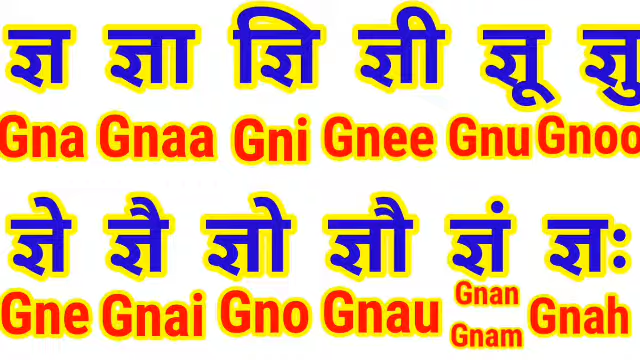 ज्ञ ज्ञा ज्ञि ज्ञी ज्ञू ज्ञु
Gna Gnaa Gni Gnee Gnu Gnoo
ज्ञे ज्ञै ज्ञो ज्ञौ ज्ञं ज्ञः
Gne Gnai Gno Gnau Gnan Gnam Gnah